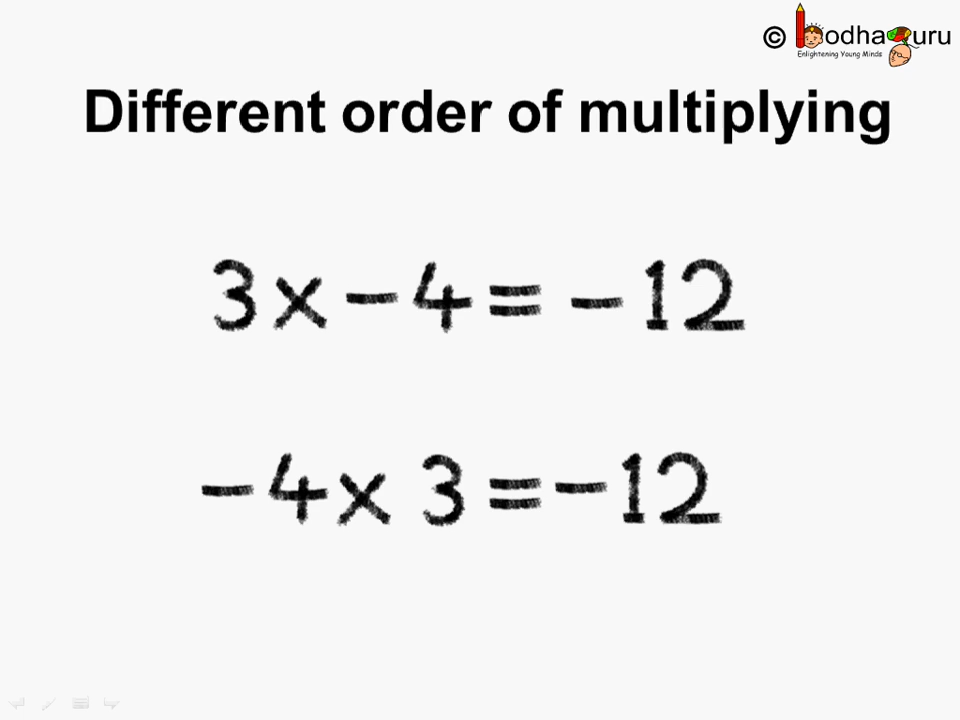 © BodhaGuru
Enlightening Young Minds
Different order of multiplying
3 x - 4 = - 12
- 4 x 3 = - 12